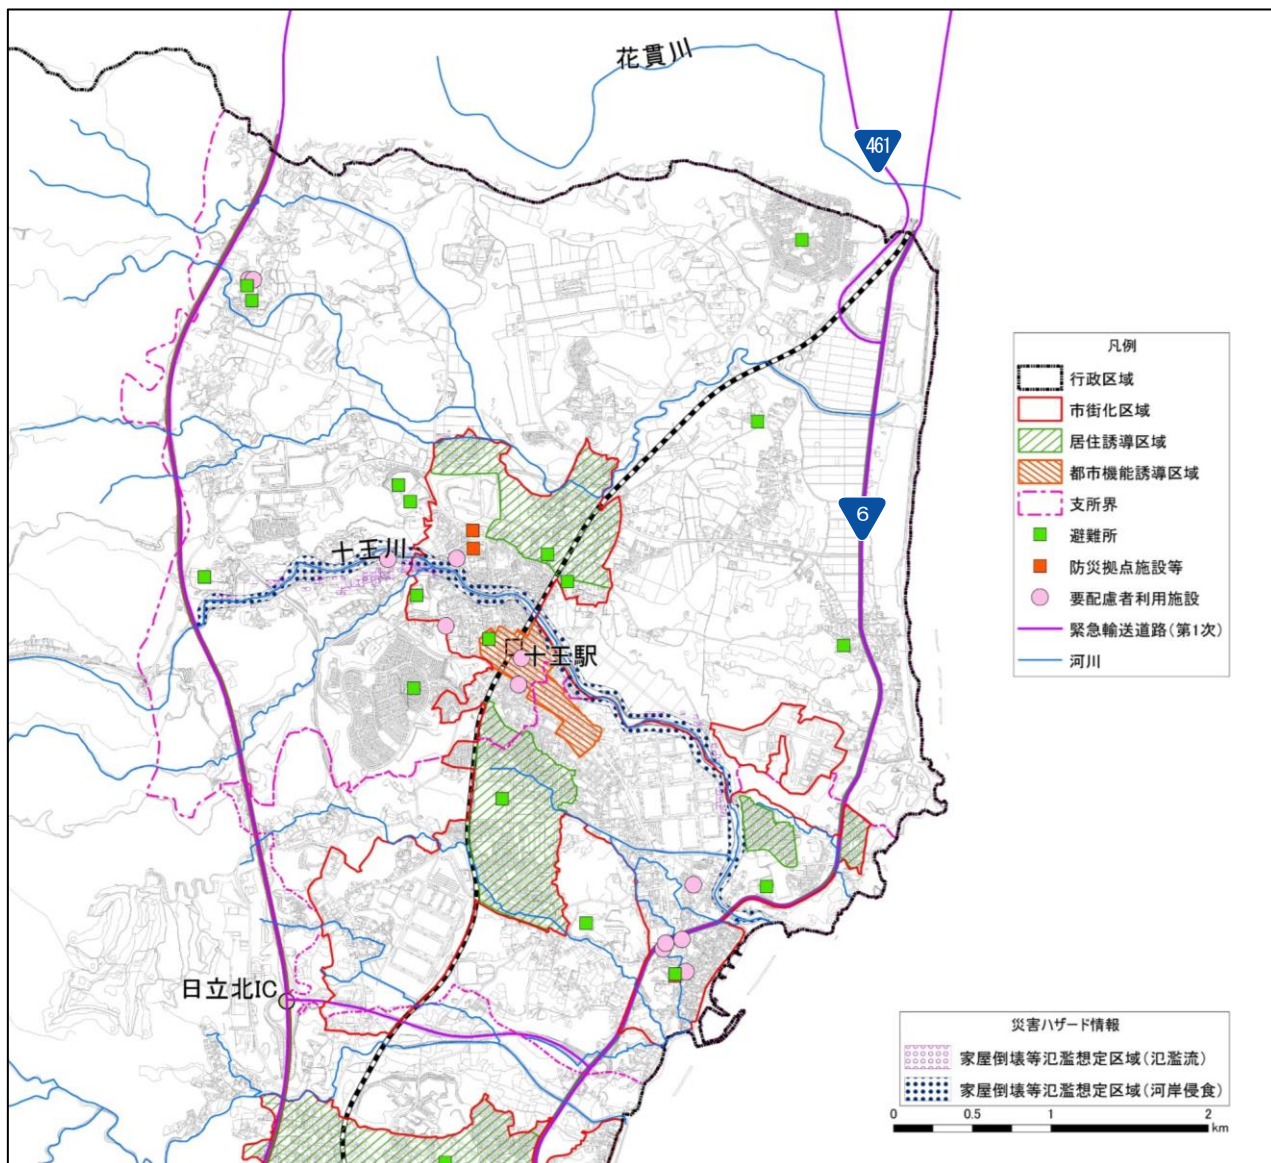 花貫川
461
6
十王川
十王駅
日立北IC
凡例
行政区域
市街化区域
居住誘導区域
都市機能誘導区域
支所界
避難所
防災拠点施設等
要配慮者利用施設
緊急輸送道路(第1次)
河川
災害ハザード情報
家屋倒壊等氾濫想定区域(氾濫流)
家屋倒壊等氾濫想定区域(河岸侵食)
0 0.5 1 2
km